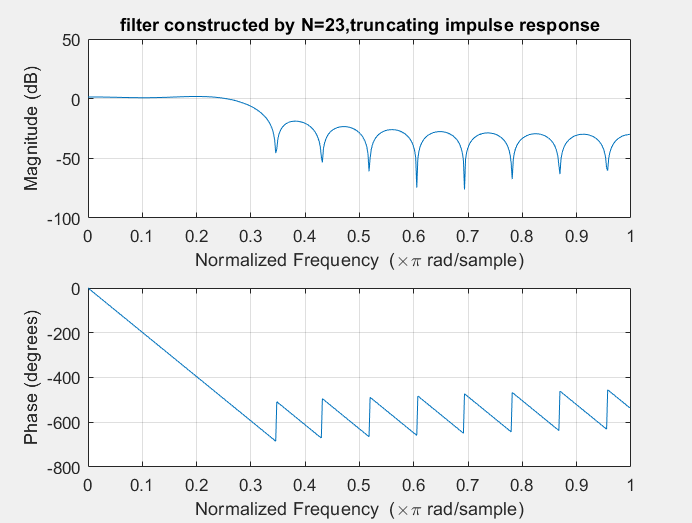 filter constructed by N=23,truncating impulse response
50
0
-50
-100
Magnitude (dB)
0 0.1 0.2 0.3 0.4 0.5 0.6 0.7 0.8 0.9 1
Normalized Frequency (×π rad/sample)
0
-200
-400
-600
-800
Phase (degrees)
0 0.1 0.2 0.3 0.4 0.5 0.6 0.7 0.8 0.9 1
Normalized Frequency (×π rad/sample)